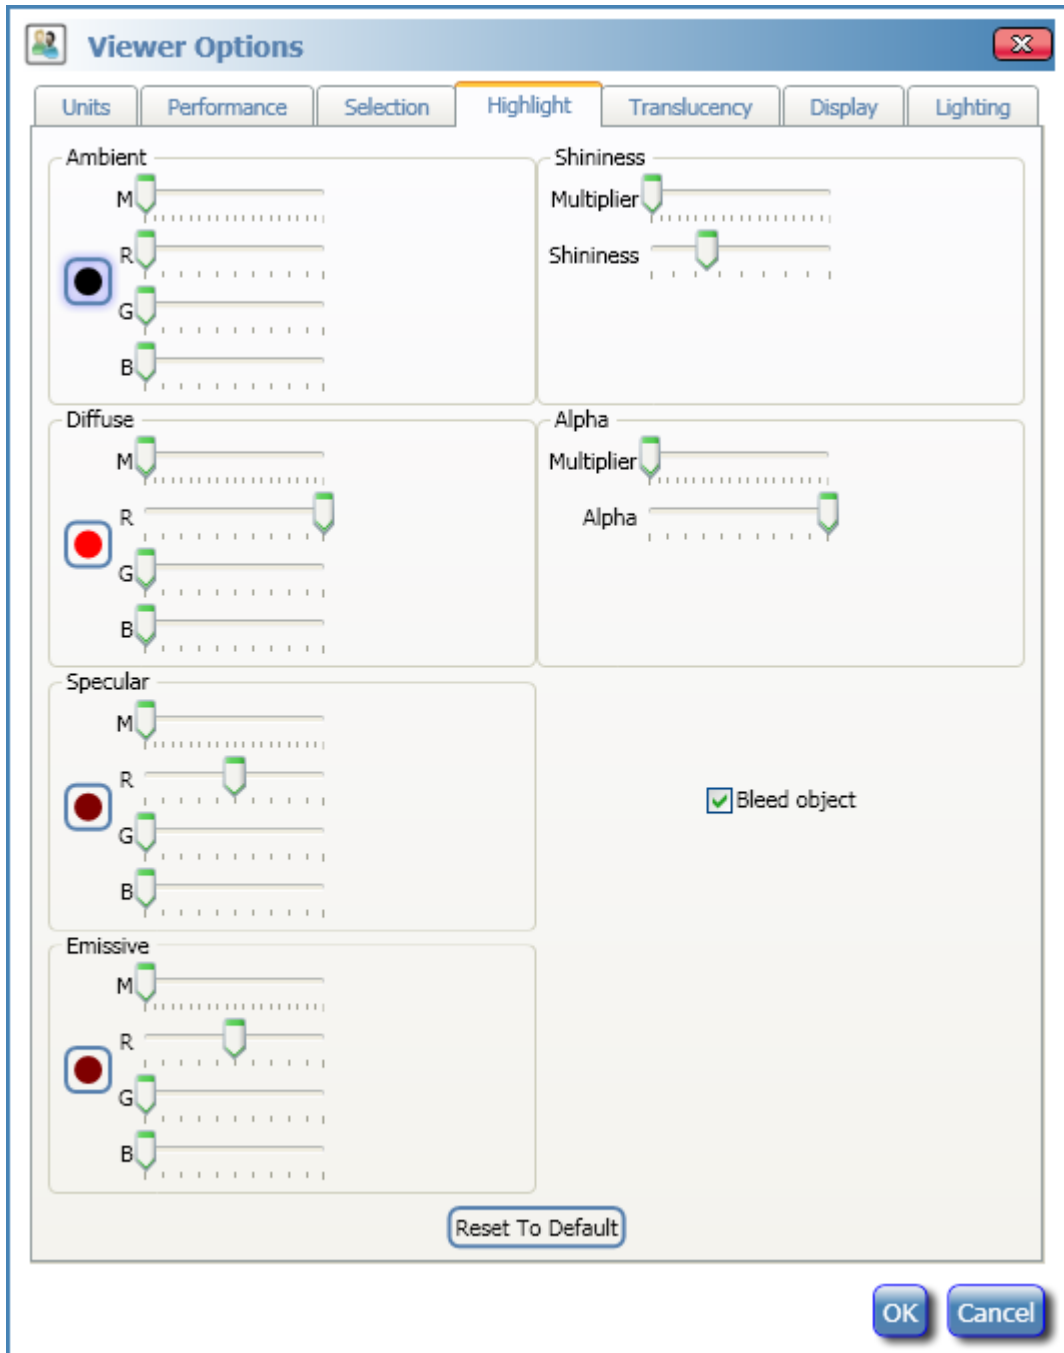 Viewer Options
Units Performance Selection Highlight Translucency Display Lighting
Ambient
M
R
G
B
Shininess
Multiplier
Shininess
Diffuse
M
R
G
B
Alpha
Multiplier
Alpha
Specular
M
R
G
B
Bleed object
Emissive
M
R
G
B
Reset To Default
OK Cancel